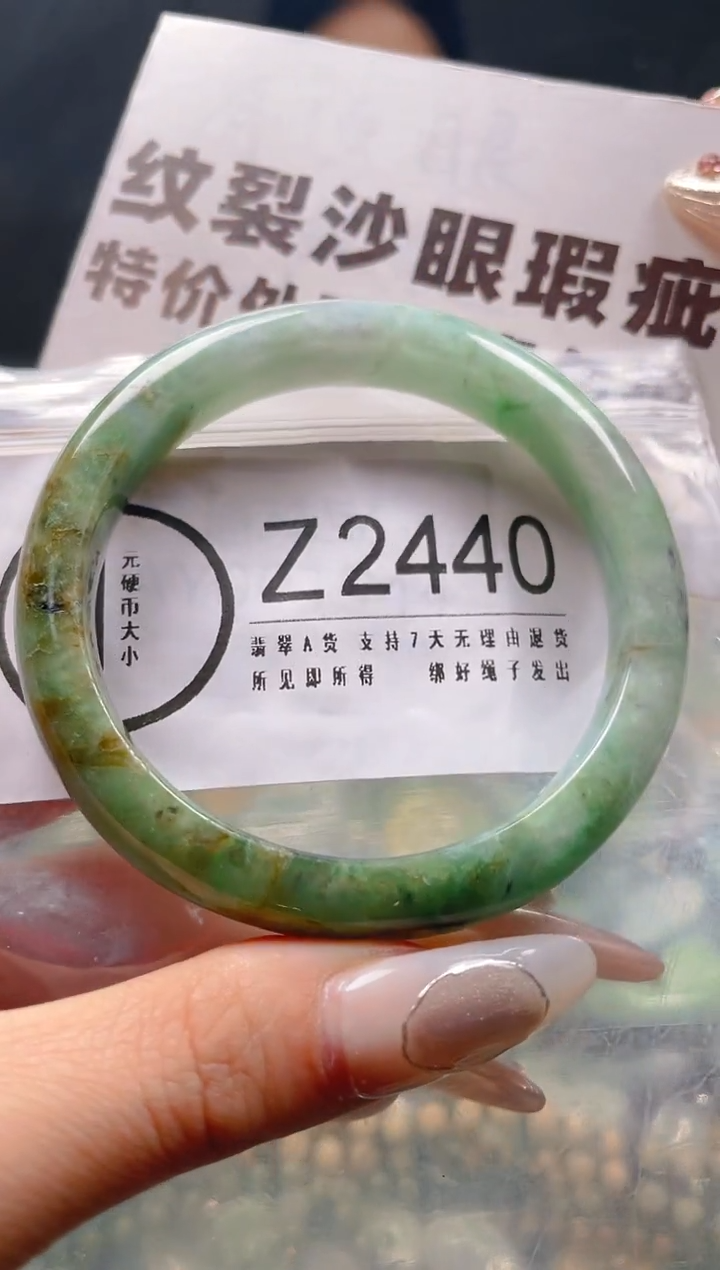 纹裂沙眼瑕疵
特价
元硬币大小
Z2440
翡翠A货 支持7天无理由退货
所见即所得 绑好绳子发出